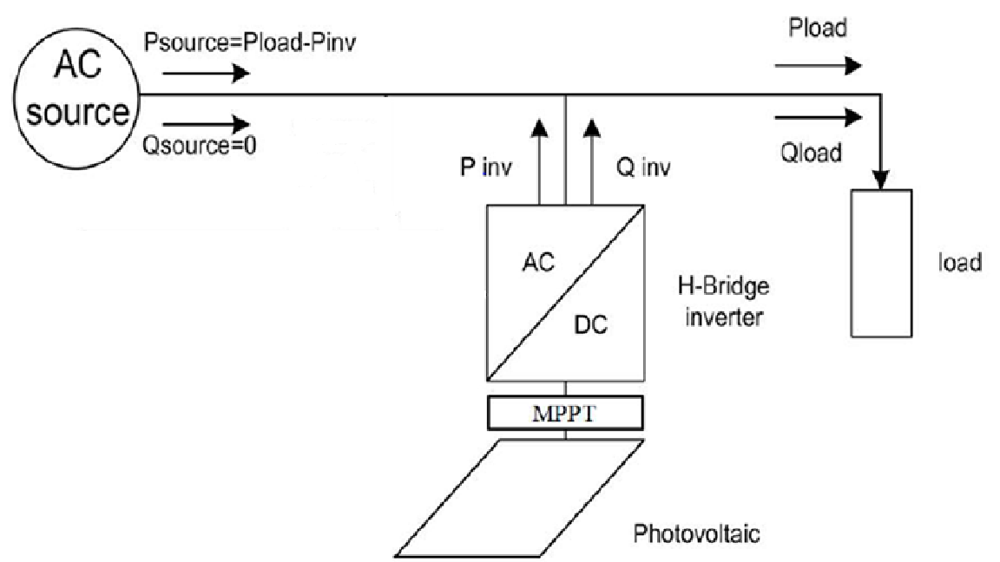 AC
source
Psource=Pload-Pinv
Qsource=0
Pload
Qload
P inv
Q inv
AC
DC
H-Bridge
inverter
load
MPPT
Photovoltaic